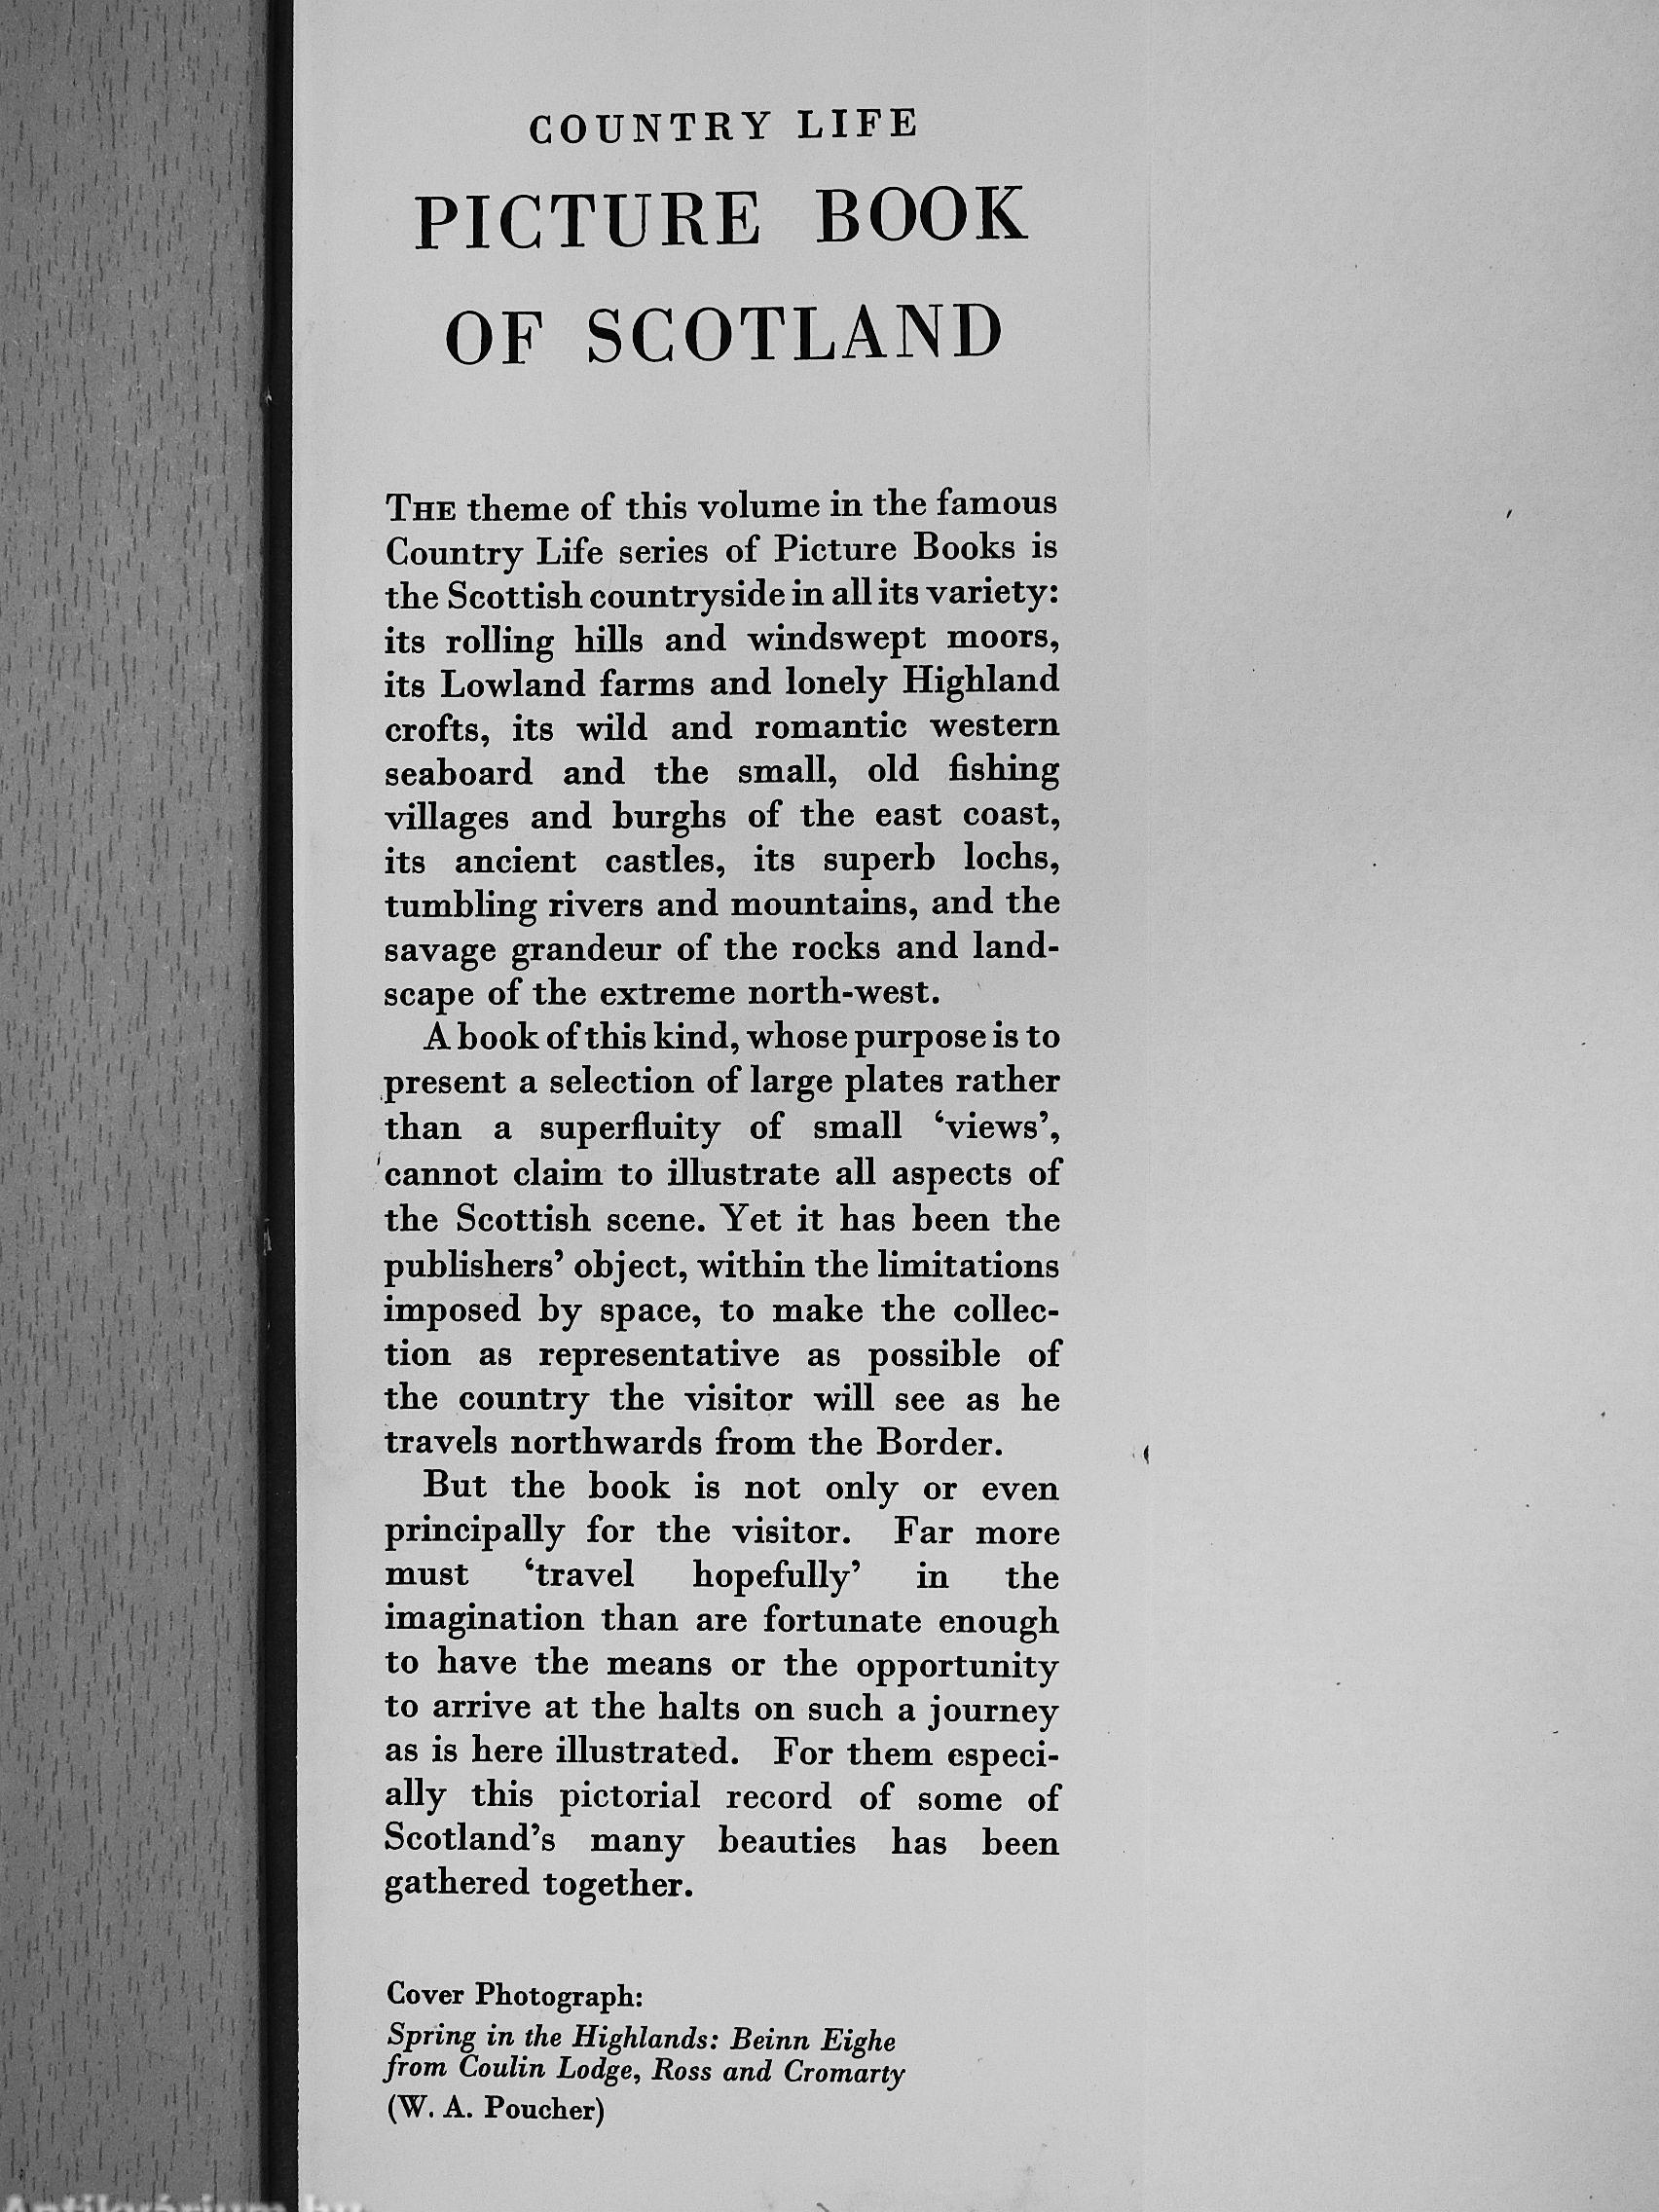 COUNTRY LIFE
PICTURE BOOK
OF SCOTLAND
THE theme of this volume in the famous
Country Life series of Picture Books is
the Scottish countryside in all its variety:
its rolling hills and windswept moors,
its Lowland farms and lonely Highland
crofts, its wild and romantic western
seaboard and the small, old fishing
villages and burghs of the east coast,
its ancient castles, its superb lochs,
tumbling rivers and mountains, and the
savage grandeur of the rocks and land-
scape of the extreme north-west.
A book of this kind, whose purpose is to
present a selection of large plates rather
than a superfluity of small ‘views’,
cannot claim to illustrate all aspects of
the Scottish scene. Yet it has been the
publishers’ object, within the limitations
imposed by space, to make the collec-
tion as representative as possible of
the country the visitor will see as he
travels northwards from the Border.
But the book is not only or even
principally for the visitor. Far more
must ‘travel hopefully’ in the
imagination than are fortunate enough
to have the means or the opportunity
to arrive at the halts on such a journey
as is here illustrated. For them especi-
ally this pictorial record of some of
Scotland’s many beauties has been
gathered together.
Cover Photograph:
Spring in the Highlands: Beinn Eighe
from Coulin Lodge, Ross and Cromarty
(W. A. Poucher)